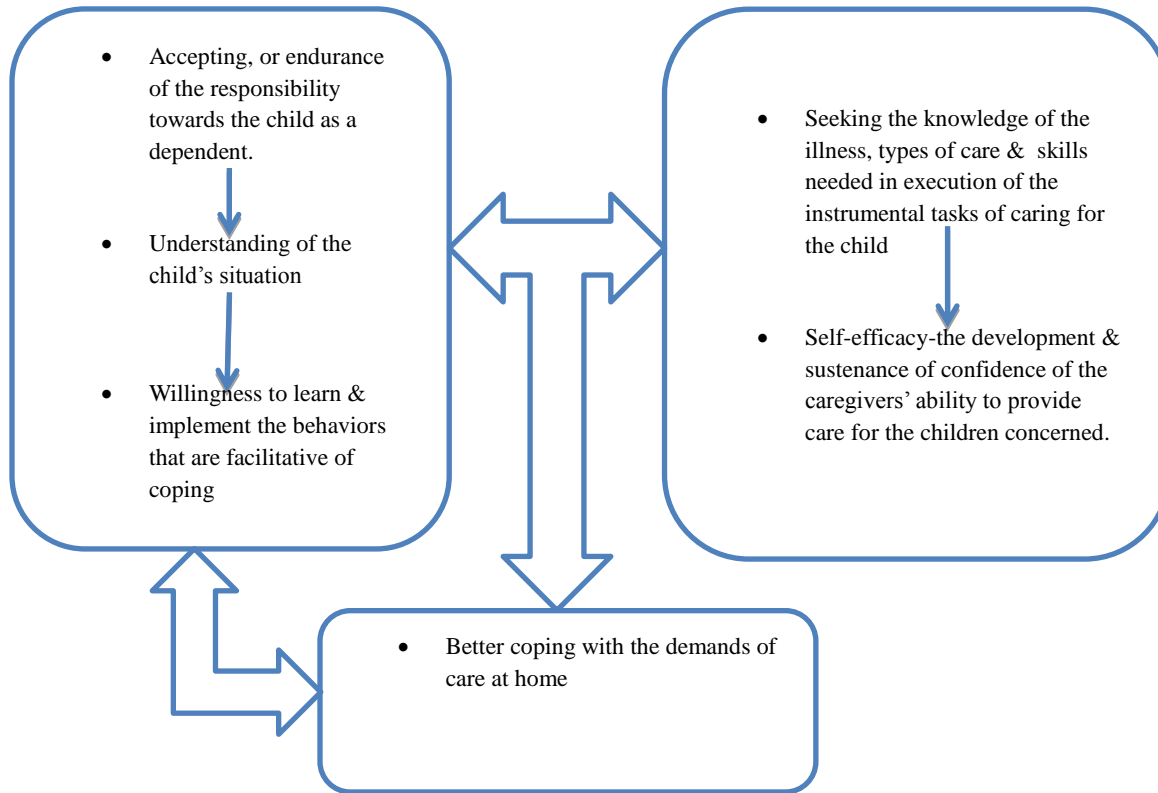 • Accepting, or endurance
of the responsibility
towards the child as a
dependent.
• Understanding of the
child’s situation
• Willingness to learn &
implement the behaviors
that are facilitative of
coping
• Seeking the knowledge of the
illness, types of care & skills
needed in execution of the
instrumental tasks of caring for
the child
• Self-efficacy-the development &
sustenance of confidence of the
caregivers’ ability to provide
care for the children concerned.
• Better coping with the demands of
care at home